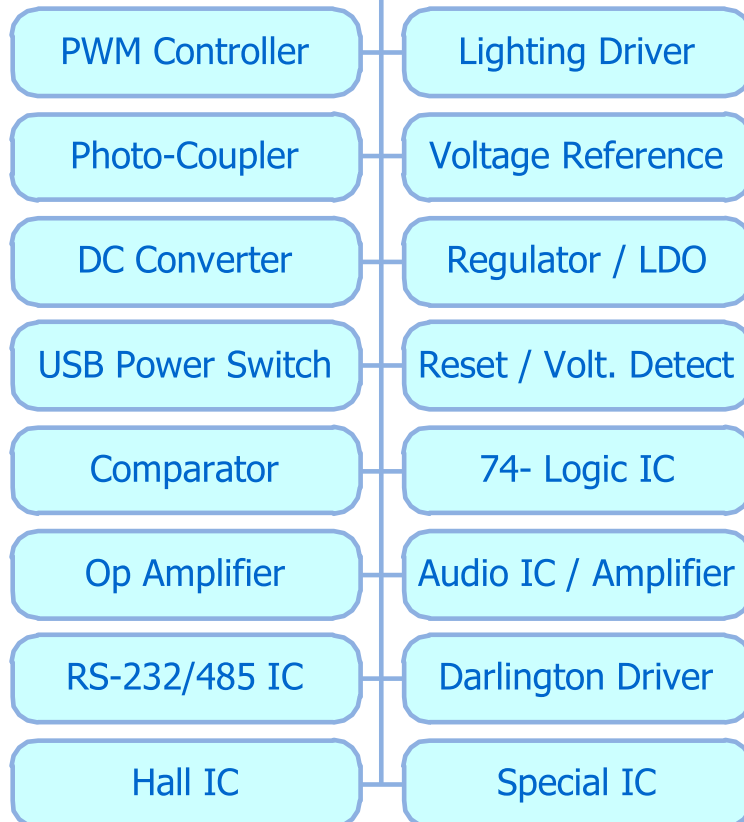 PWM Controller
Lighting Driver
Photo-Coupler
Voltage Reference
DC Converter
Regulator / LDO
USB Power Switch
Reset / Volt. Detect
Comparator
74- Logic IC
Op Amplifier
Audio IC / Amplifier
RS-232/485 IC
Darlington Driver
Hall IC
Special IC